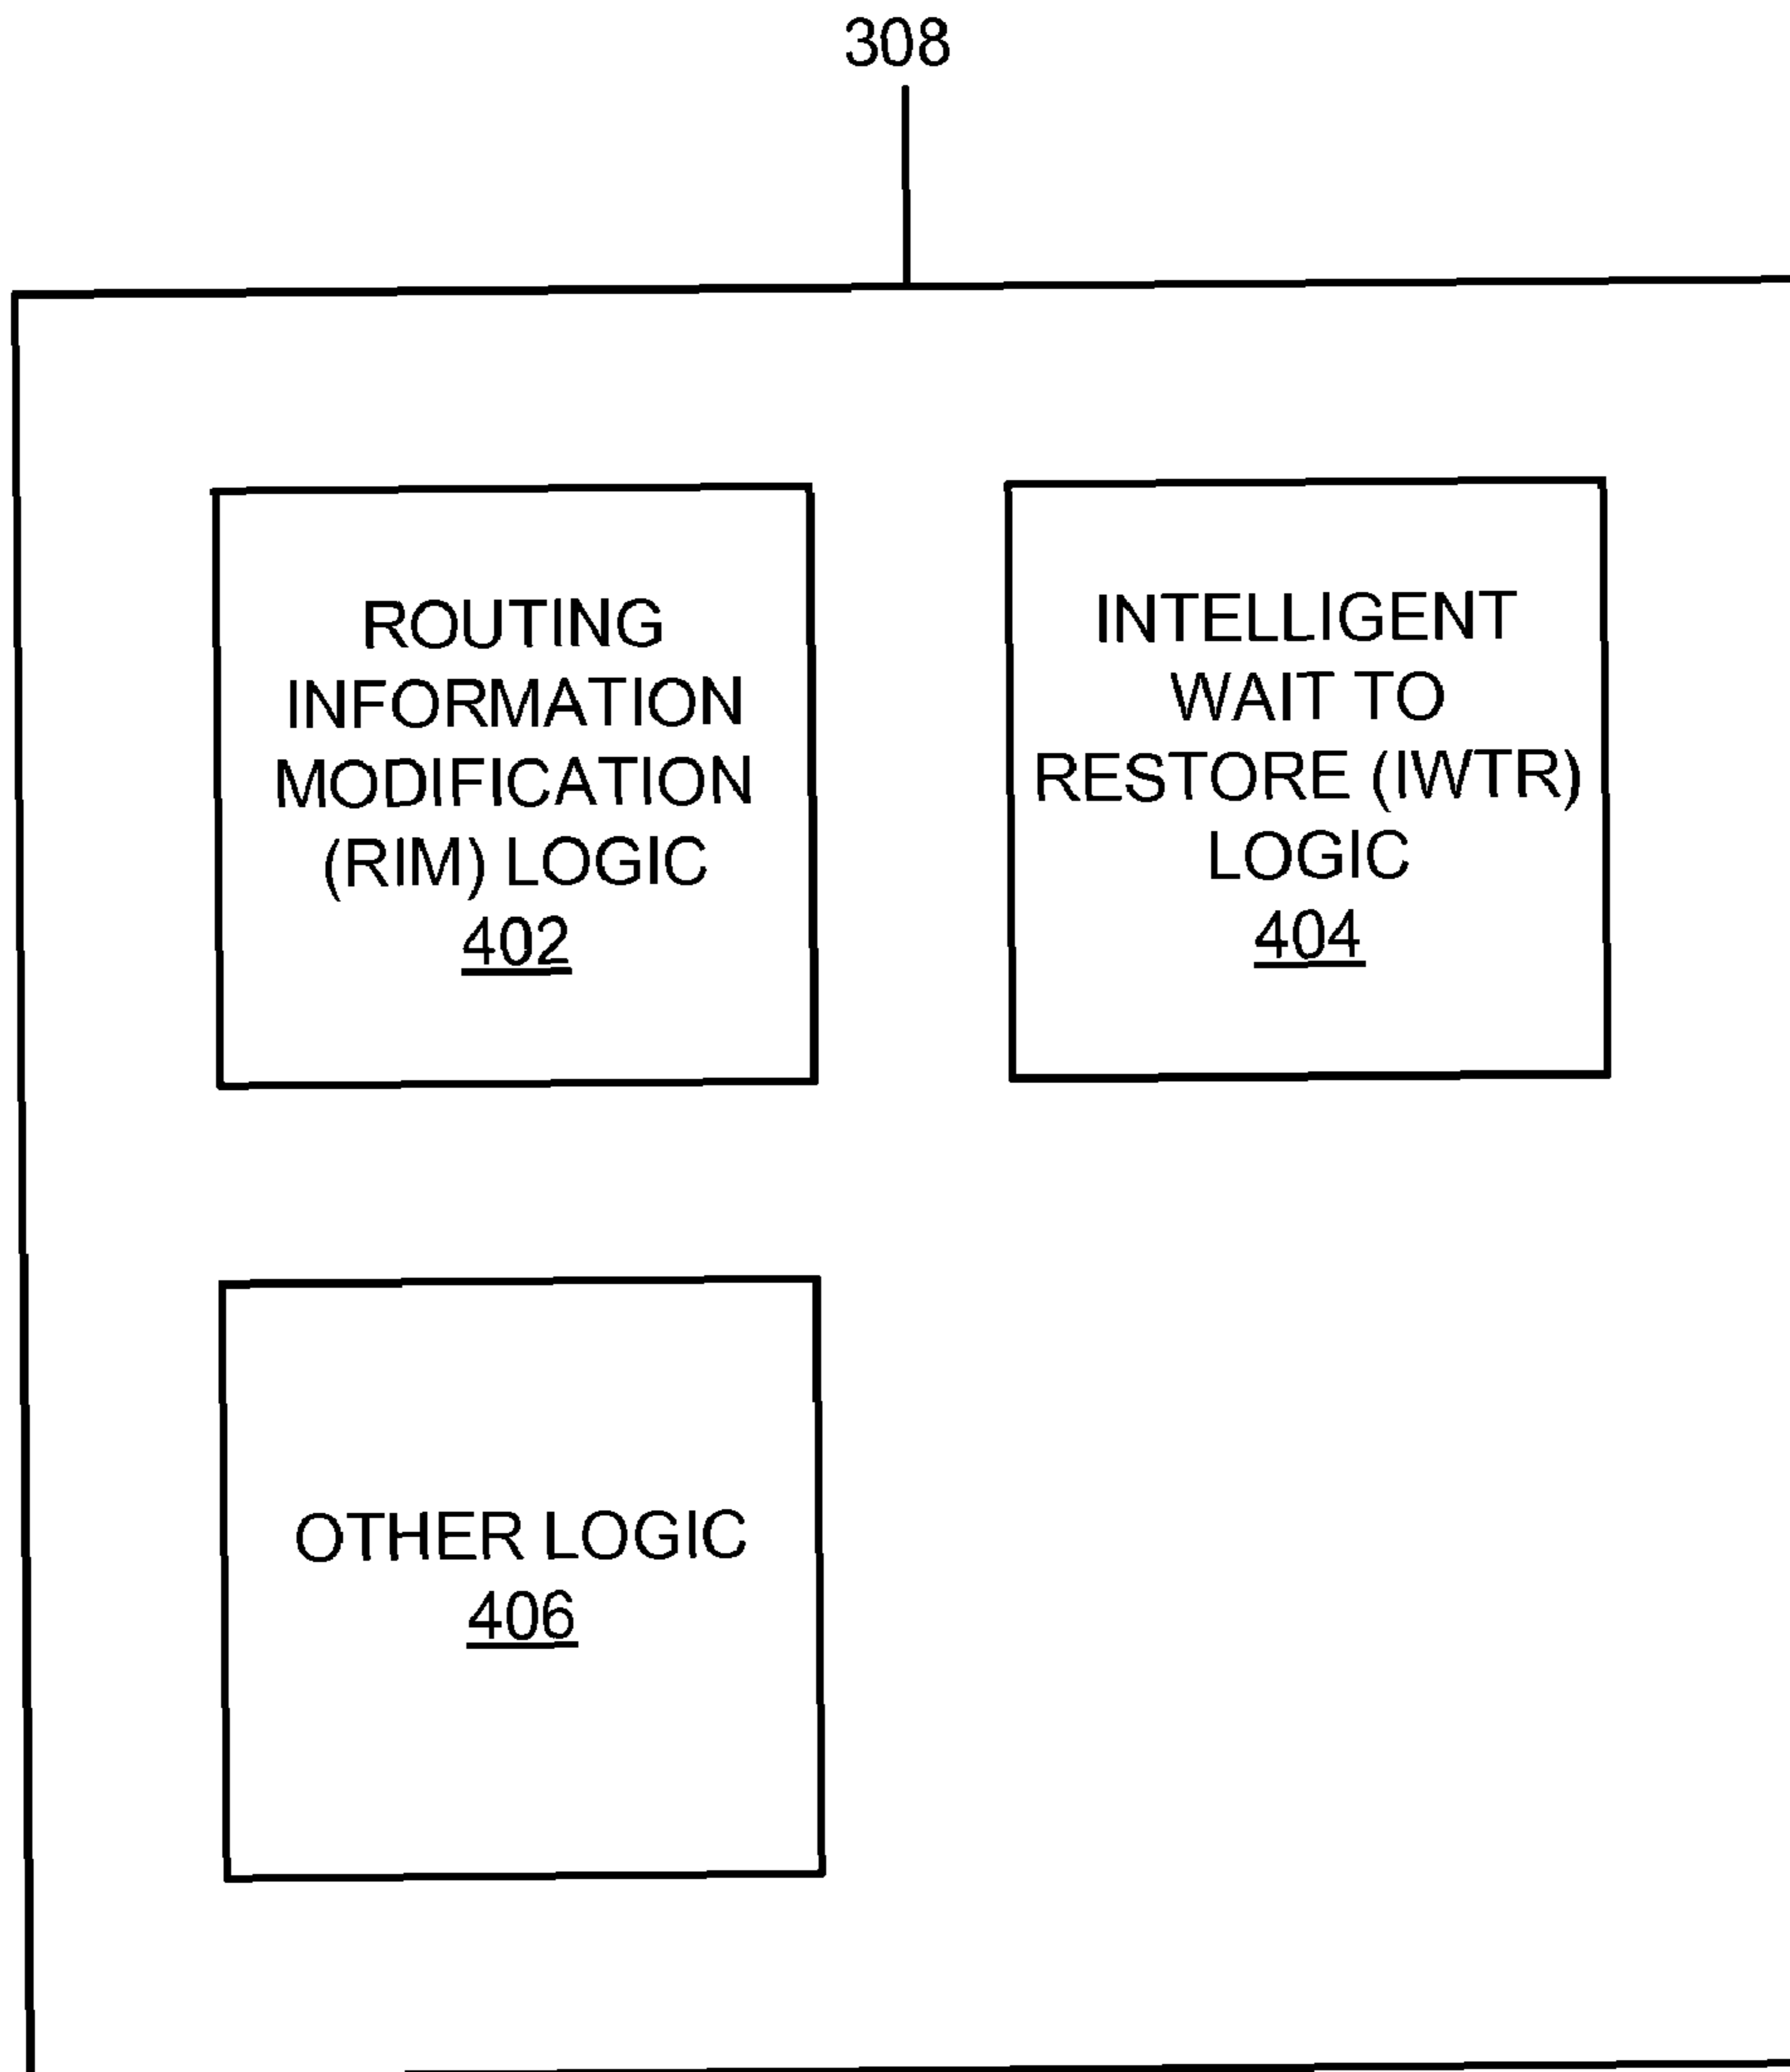 308
ROUTING
INFORMATION
MODIFICATION
(RIM) LOGIC
402
INTELLIGENT
WAIT TO
RESTORE (IWTR)
LOGIC
404
OTHER LOGIC
406